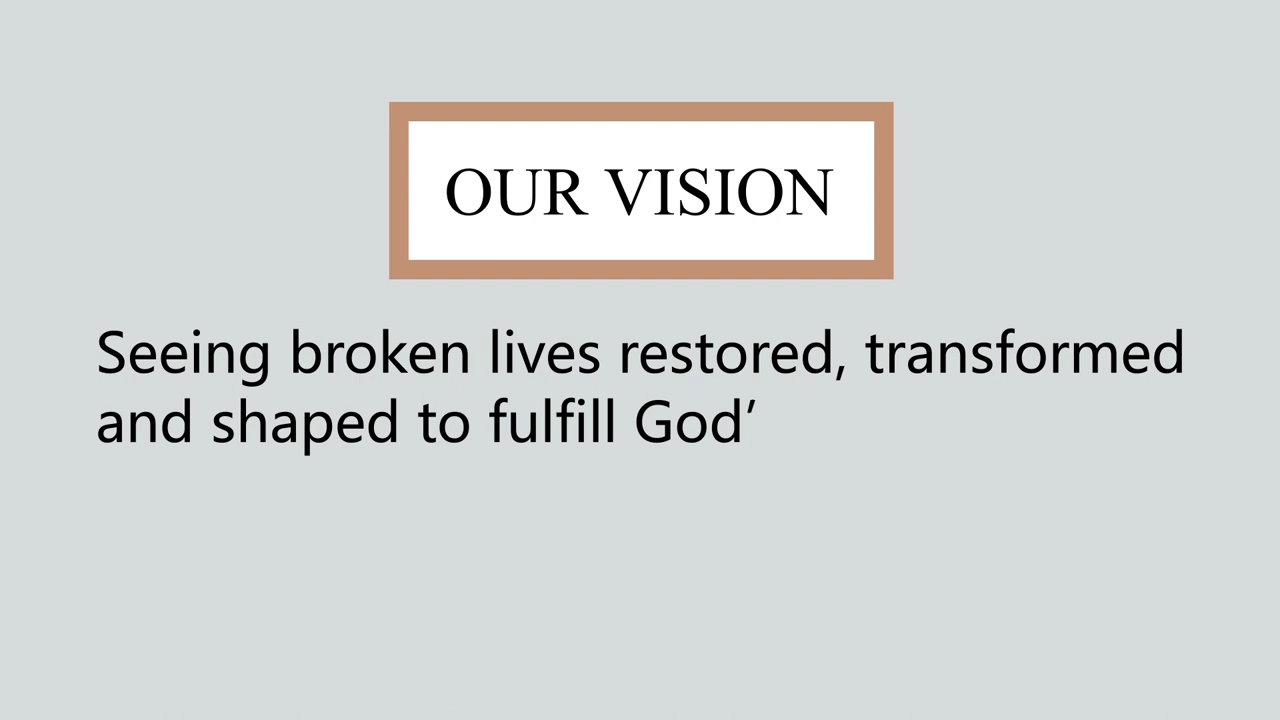 OUR VISION
Seeing broken lives restored, transformed
and shaped to fulfill God’